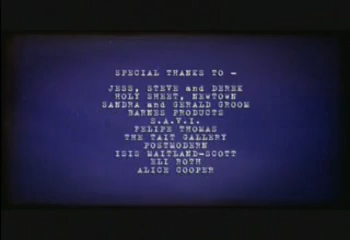 SPECIAL THANKS TO -
JESS, STEVE and DEREK
HOLY SHEET, NEWTOWN
SANDRA and GERALD GROOM
BARNES PRODUCTS
S.A.V.I.
FELIPE THOMAS
THE TAIT GALLERY
POSTMODERN
ISIS MAITLAND-SCOTT
ELI ROTH
ALICE COOPER